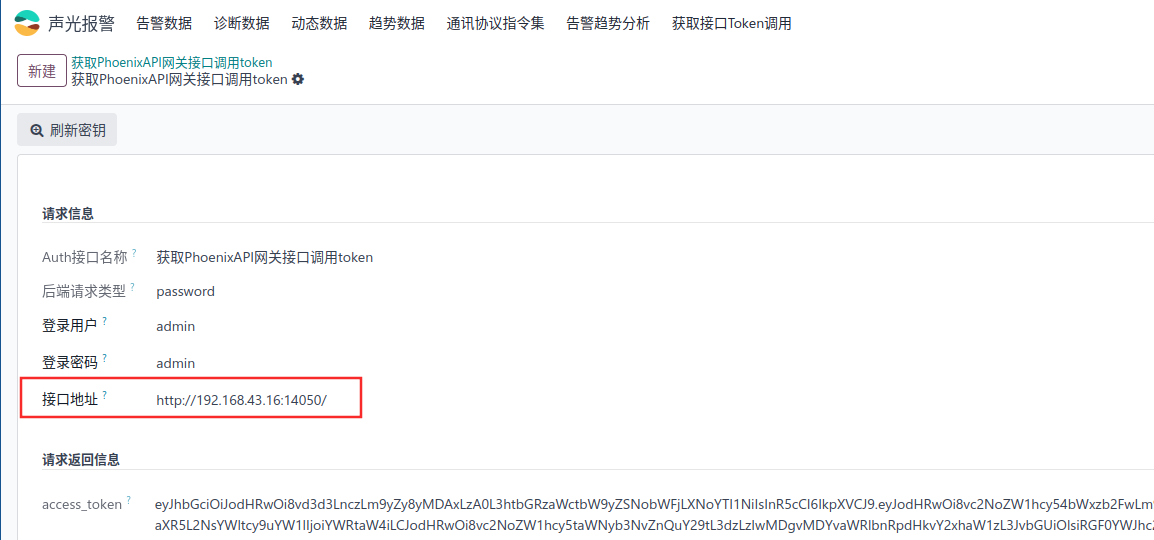 声光报警 告警数据 诊断数据 动态数据 趋势数据 通讯协议指令集 告警趋势分析 获取接口Token调用
新建 获取PhoenixAPI网关接口调用token
获取PhoenixAPI网关接口调用token
刷新密钥
请求信息
Auth接口名称 ? 获取PhoenixAPI网关接口调用token
后端请求类型 ? password
登录用户 ? admin
登录密码 ? admin
接口地址 ? http://192.168.43.16:14050/
请求返回信息
access_token ?